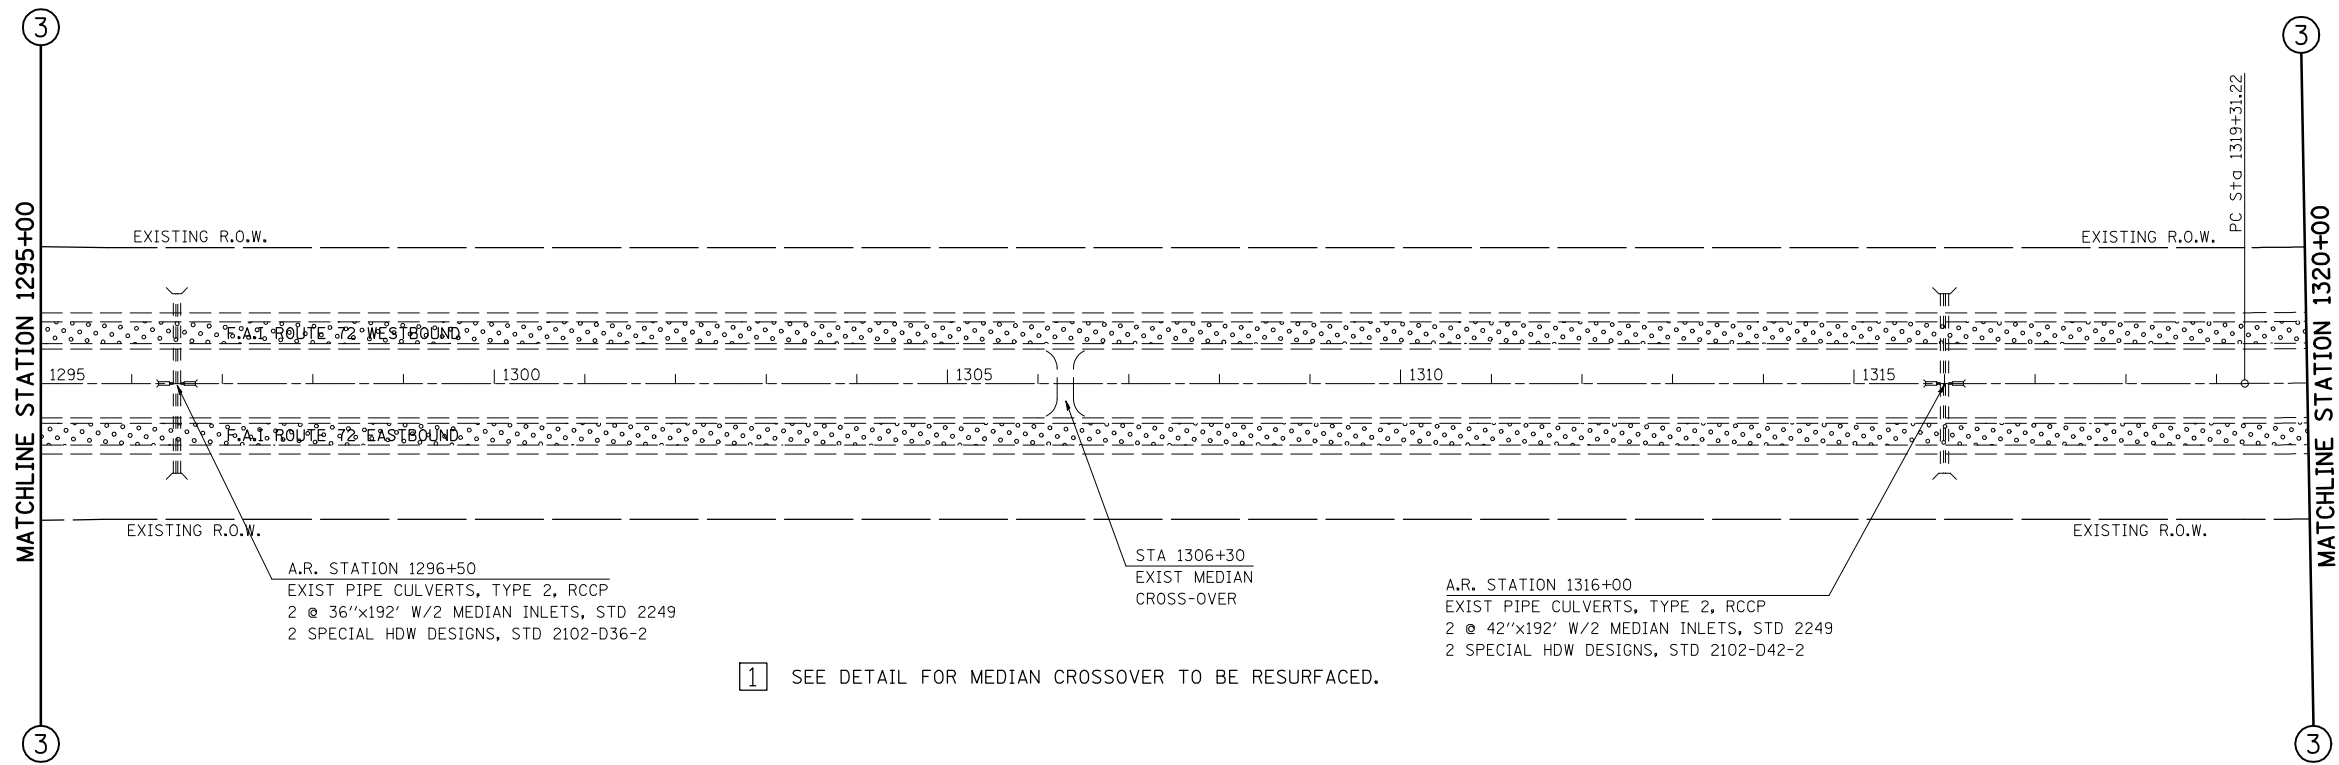 3
3
MATCHLINE STATION 1295+00
MATCHLINE STATION 1320+00
PC Sta 1319+31.22
EXISTING R.O.W.
EXISTING R.O.W.
F.A.I. ROUTE 72 WESTBOUND
1295
1300
1305
1310
1315
F.A.I. ROUTE 72 EASTBOUND
EXISTING R.O.W.
EXISTING R.O.W.
A.R. STATION 1296+50
EXIST PIPE CULVERTS, TYPE 2, RCCP
2 @ 36"x192' W/2 MEDIAN INLETS, STD 2249
2 SPECIAL HDW DESIGNS, STD 2102-D36-2
STA 1306+30
EXIST MEDIAN
CROSS-OVER
A.R. STATION 1316+00
EXIST PIPE CULVERTS, TYPE 2, RCCP
2 @ 42"x192' W/2 MEDIAN INLETS, STD 2249
2 SPECIAL HDW DESIGNS, STD 2102-D42-2
1 SEE DETAIL FOR MEDIAN CROSSOVER TO BE RESURFACED.
3
3